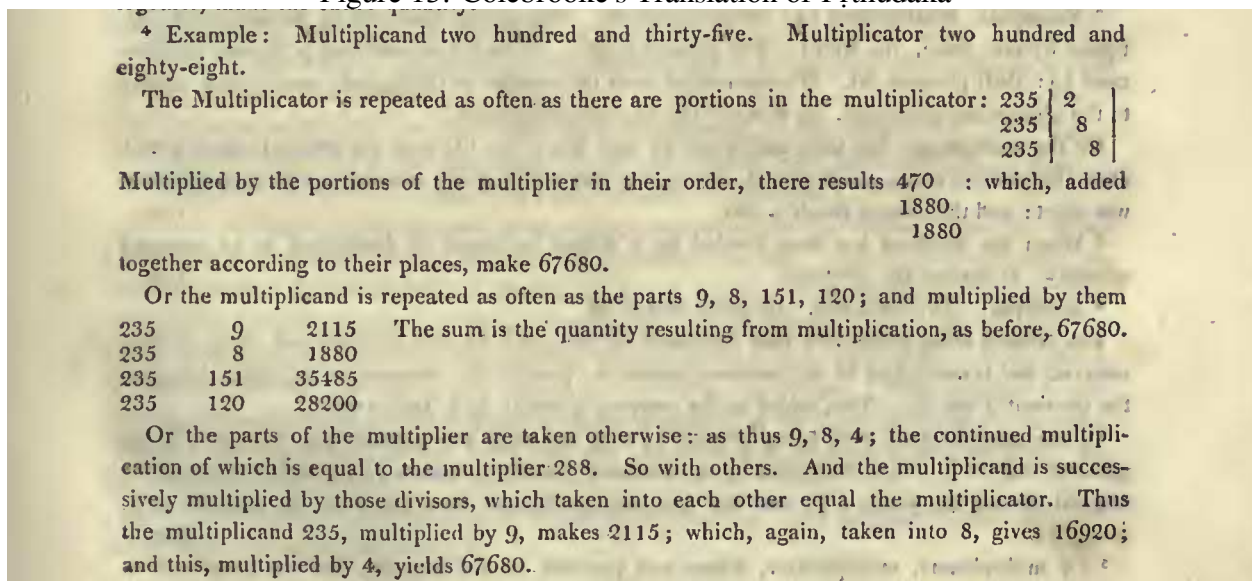 Figure 13: Colebrooke's Translation of Pṛthūdaka
⁴ Example: Multiplicand two hundred and thirty-five. Multiplicator two hundred and
eighty-eight.
The Multiplicator is repeated as often as there are portions in the multiplicator: 235 | 2 |
235 | 8 |
235 | 8 |
Multiplied by the portions of the multiplier in their order, there results 470 : which, added
1880
1880
together according to their places, make 67680.
Or the multiplicand is repeated as often as the parts 9, 8, 151, 120; and multiplied by them
235 9 2115 The sum is the quantity resulting from multiplication, as before, 67680.
235 8 1880
235 151 35485
235 120 28200
Or the parts of the multiplier are taken otherwise: as thus 9, 8, 4; the continued multipli-
cation of which is equal to the multiplier 288. So with others. And the multiplicand is succes-
sively multiplied by those divisors, which taken into each other equal the multiplicator. Thus
the multiplicand 235, multiplied by 9, makes 2115; which, again, taken into 8, gives 16920;
and this, multiplied by 4, yields 67680.